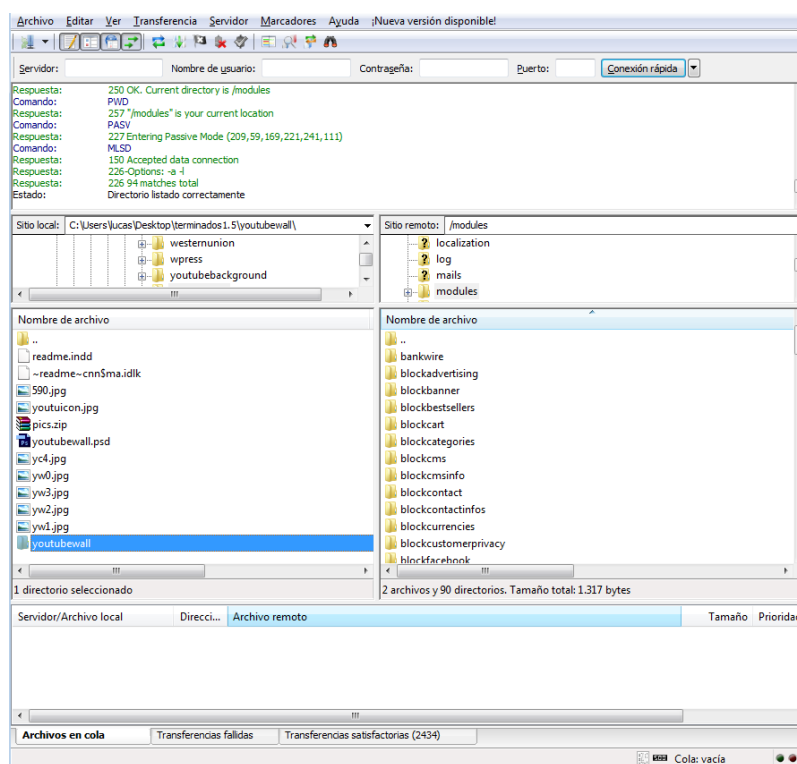 Archivo Editar Ver Transferencia Servidor Marcadores Ayuda ¡Nueva versión disponible!
Servidor: Nombre de usuario: Contraseña: Puerto: Conexión rápida
Respuesta: 250 OK. Current directory is /modules
Comando: PWD
Respuesta: 257 "/modules" is your current location
Comando: PASV
Respuesta: 227 Entering Passive Mode (209,59,169,221,241,111)
Comando: MLSD
Respuesta: 150 Accepted data connection
Respuesta: 226-Options: -a -l
Respuesta: 226 94 matches total
Estado: Directorio listado correctamente
Sitio local: C:\Users\lucas\Desktop\terminados1.5\youtubewall\
westernunion
wpress
youtubebackground
Sitio remoto: /modules
localization
log
mails
modules
Nombre de archivo
..
readme.indd
~readme~cnn$ma.idlk
590.jpg
youtuicon.jpg
pics.zip
youtubewall.psd
yc4.jpg
yw0.jpg
yw3.jpg
yw2.jpg
yw1.jpg
youtubewall
1 directorio seleccionado
Nombre de archivo
..
bankwire
blockadvertising
blockbanner
blockbestsellers
blockcart
blockcategories
blockcms
blockcmsinfo
blockcontact
blockcontactinfos
blockcurrencies
blockcustomerprivacy
blockfacebook
2 archivos y 90 directorios. Tamaño total: 1.317 bytes
Servidor/Archivo local Direcci... Archivo remoto Tamaño Prioridad
Archivos en cola Transferencias fallidas Transferencias satisfactorias (2434)
Cola: vacía